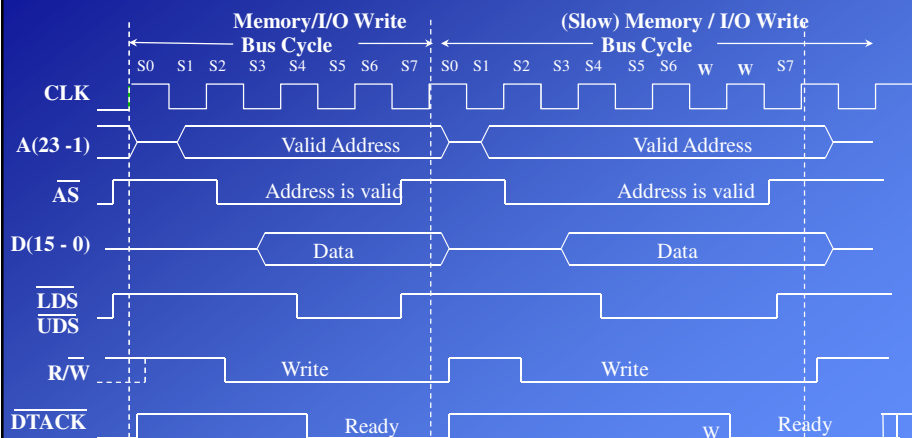 Memory/I/O Write (Slow) Memory / I/O Write
Bus Cycle Bus Cycle
S0 S1 S2 S3 S4 S5 S6 S7 S0 S1 S2 S3 S4 S5 S6 W W S7
CLK
A(23 -1) Valid Address Valid Address
AS Address is valid Address is valid
D(15 - 0) Data Data
LDS
UDS
R/W Write Write
DTACK Ready W Ready